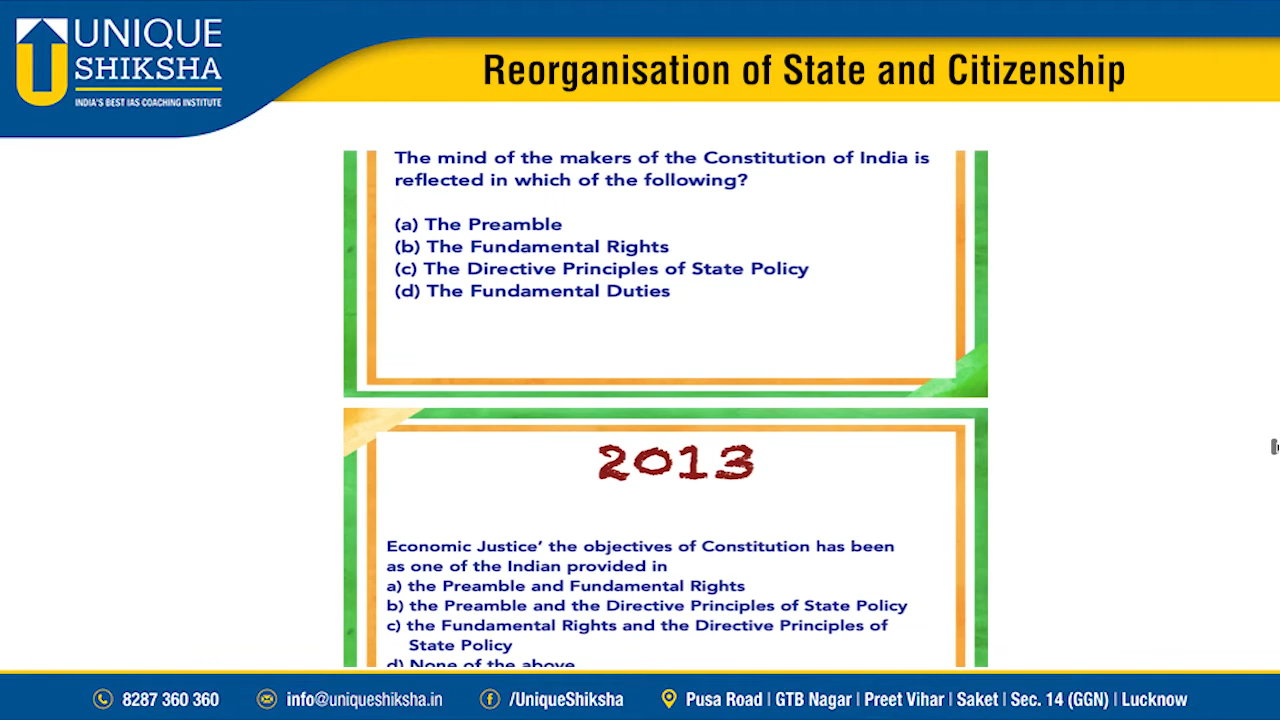 UNIQUE
SHIKSHA
INDIA'S BEST IAS COACHING INSTITUTE
Reorganisation of State and Citizenship
The mind of the makers of the Constitution of India is
reflected in which of the following?
(a) The Preamble
(b) The Fundamental Rights
(c) The Directive Principles of State Policy
(d) The Fundamental Duties
2013
Economic Justice’ the objectives of Constitution has been
as one of the Indian provided in
a) the Preamble and Fundamental Rights
b) the Preamble and the Directive Principles of State Policy
c) the Fundamental Rights and the Directive Principles of
State Policy
d) None of the above
8287 360 360 info@uniqueshiksha.in /UniqueShiksha Pusa Road | GTB Nagar | Preet Vihar | Saket | Sec. 14 (GGN) | Lucknow